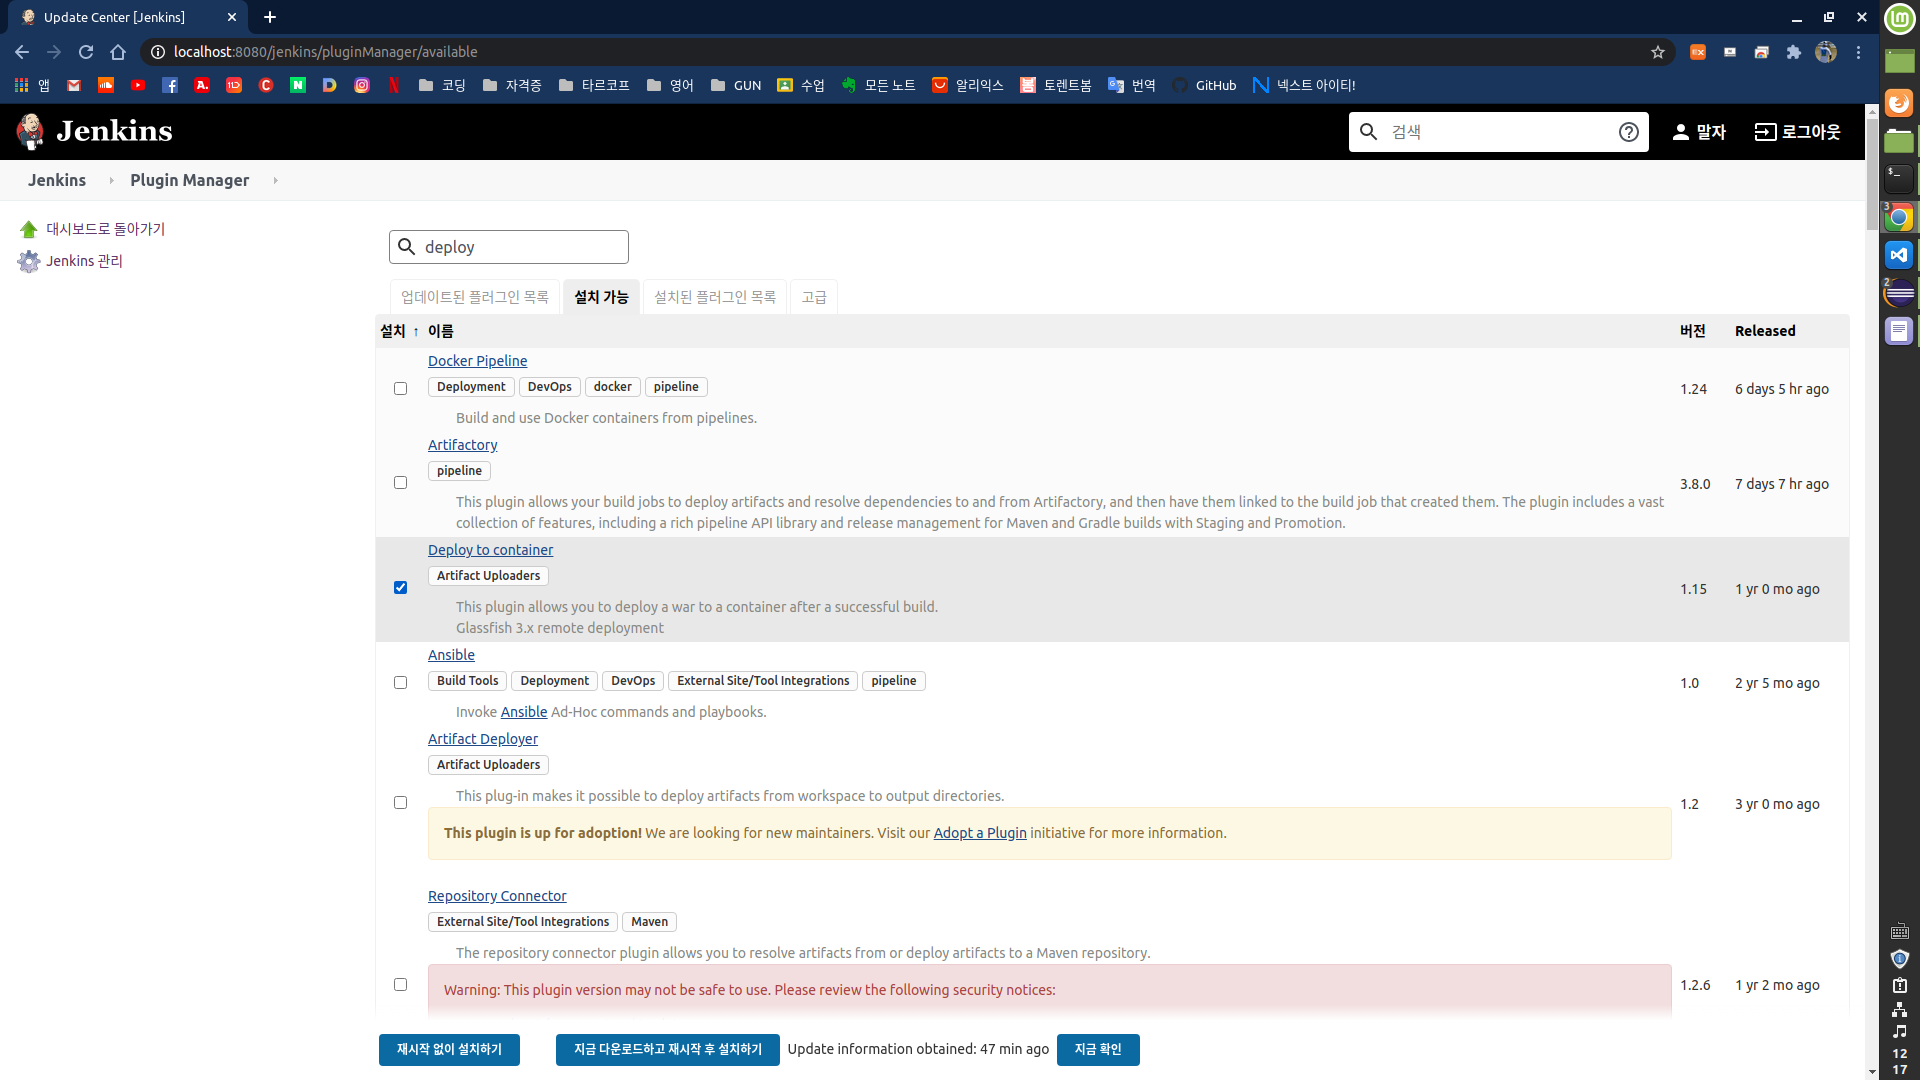 Update Center [Jenkins]
localhost:8080/jenkins/pluginManager/available
앱 코딩 자격증 타르코프 영어 GUN 수업 모든 노트 알리익스 토렌트봄 번역 GitHub 넥스트 아이티!
Jenkins
검색
말자
로그아웃
Jenkins Plugin Manager
대시보드로 돌아가기
Jenkins 관리
deploy
업데이트된 플러그인 목록 설치 가능 설치된 플러그인 목록 고급
설치 ↑ 이름 버전 Released
Docker Pipeline
Deployment DevOps docker pipeline
Build and use Docker containers from pipelines.
1.24 6 days 5 hr ago
Artifactory
pipeline
This plugin allows your build jobs to deploy artifacts and resolve dependencies to and from Artifactory, and then have them linked to the build job that created them. The plugin includes a vast
collection of features, including a rich pipeline API library and release management for Maven and Gradle builds with Staging and Promotion.
3.8.0 7 days 7 hr ago
Deploy to container
Artifact Uploaders
This plugin allows you to deploy a war to a container after a successful build.
Glassfish 3.x remote deployment
1.15 1 yr 0 mo ago
Ansible
Build Tools Deployment DevOps External Site/Tool Integrations pipeline
Invoke Ansible Ad-Hoc commands and playbooks.
1.0 2 yr 5 mo ago
Artifact Deployer
Artifact Uploaders
This plug-in makes it possible to deploy artifacts from workspace to output directories.
This plugin is up for adoption! We are looking for new maintainers. Visit our Adopt a Plugin initiative for more information.
1.2 3 yr 0 mo ago
Repository Connector
External Site/Tool Integrations Maven
The repository connector plugin allows you to resolve artifacts from or deploy artifacts to a Maven repository.
Warning: This plugin version may not be safe to use. Please review the following security notices:
1.2.6 1 yr 2 mo ago
재시작 없이 설치하기 지금 다운로드하고 재시작 후 설치하기 Update information obtained: 47 min ago 지금 확인
3
2
12
17